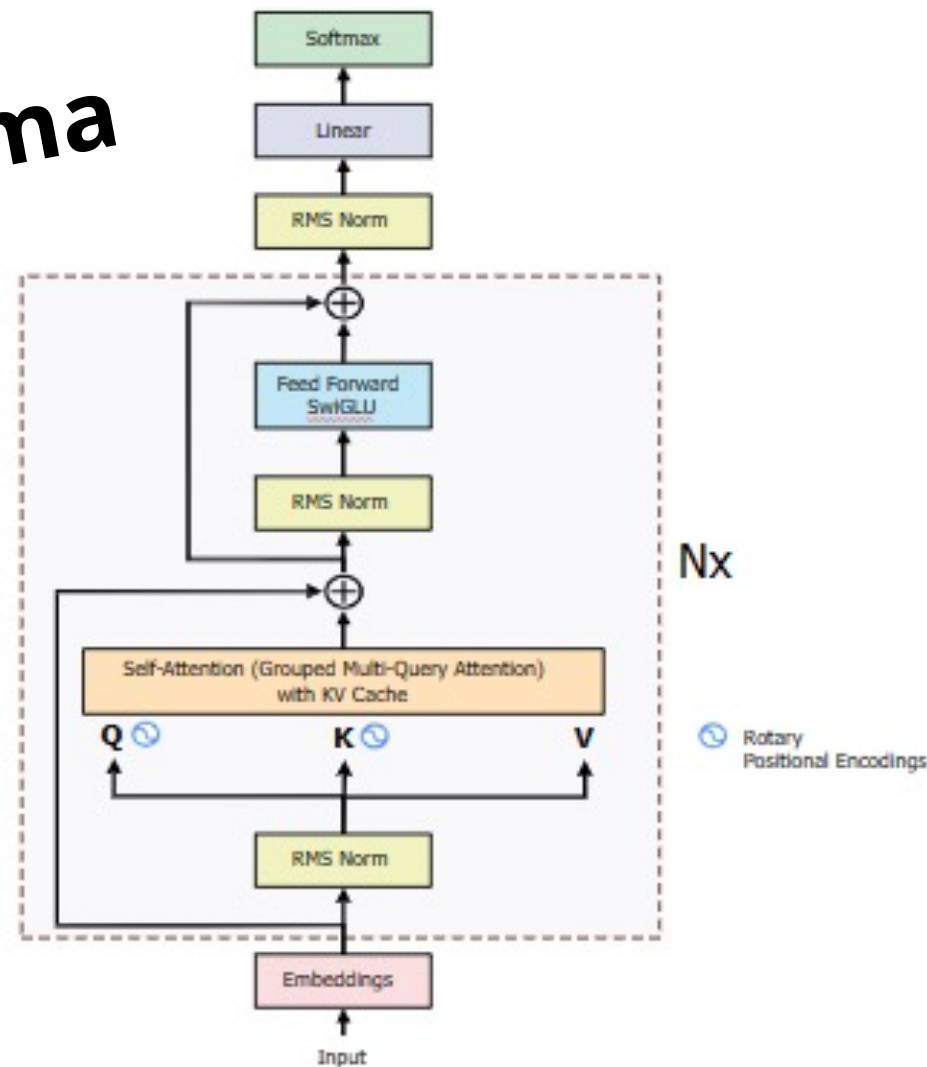 ma
Softmax
Linear
RMS Norm
Feed Forward
SwiGLU
RMS Norm
Nx
Self-Attention (Grouped Multi-Query Attention)
with KV Cache
Q K V
Rotary
Positional Encodings
RMS Norm
Embeddings
Input